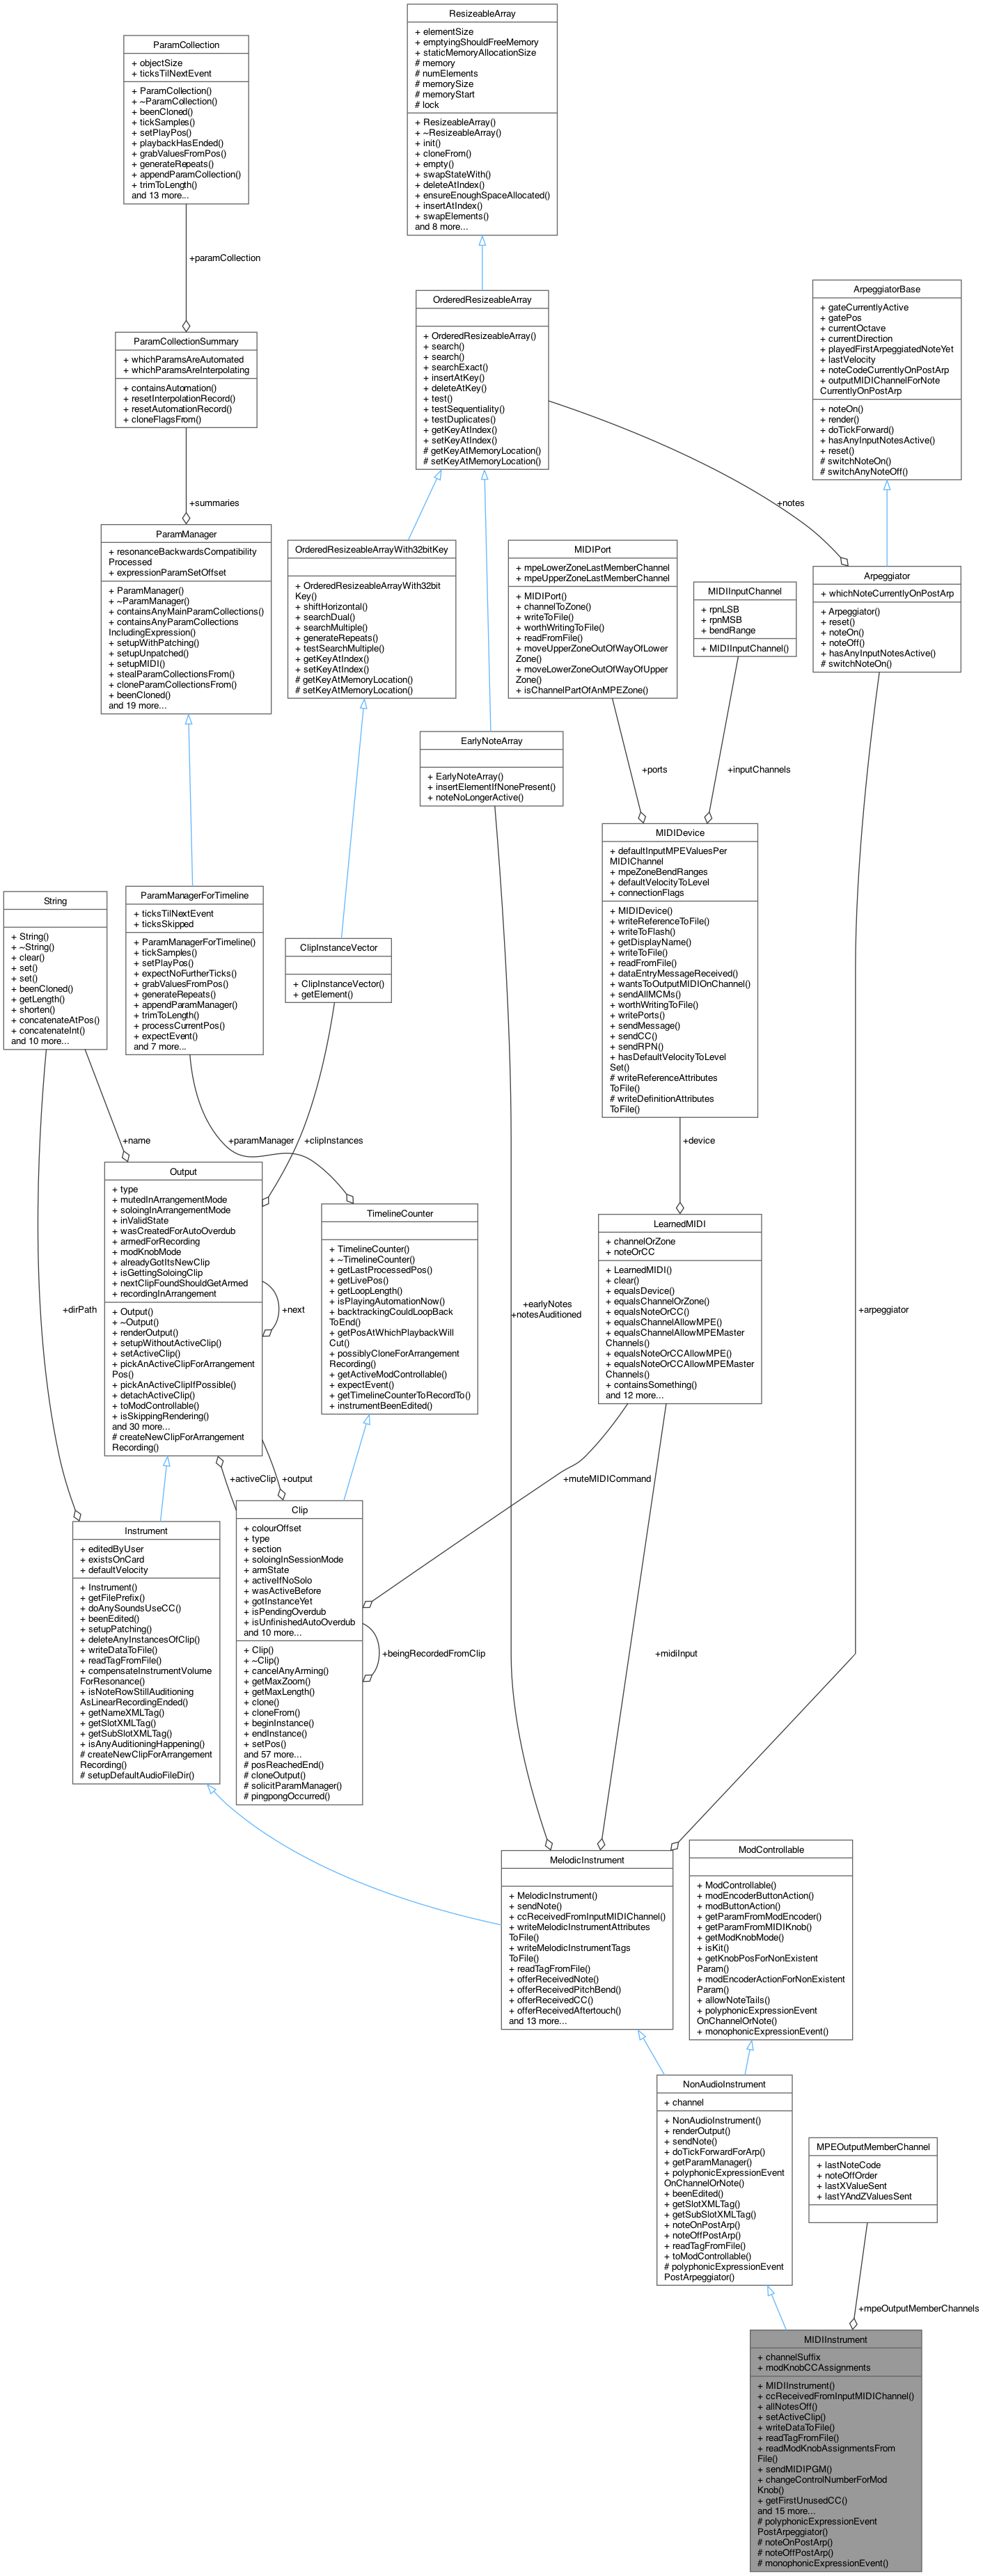 ResizeableArray
+ elementSize
+ emptyingShouldFreeMemory
+ staticMemoryAllocationSize
# memory
# numElements
# memorySize
# memoryStart
# lock
+ ResizeableArray()
+ ~ResizeableArray()
+ init()
+ cloneFrom()
+ empty()
+ swapStateWith()
+ deleteAtIndex()
+ ensureEnoughSpaceAllocated()
+ insertAtIndex()
+ swapElements()
and 8 more...
ParamCollection
+ objectSize
+ ticksTilNextEvent
+ ParamCollection()
+ ~ParamCollection()
+ beenCloned()
+ tickSamples()
+ setPlayPos()
+ playbackHasEnded()
+ grabValuesFromPos()
+ generateRepeats()
+ appendParamCollection()
+ trimToLength()
and 13 more...
+paramCollection
OrderedResizeableArray
+ OrderedResizeableArray()
+ search()
+ search()
+ searchExact()
+ insertAtKey()
+ deleteAtKey()
+ test()
+ testSequentiality()
+ testDuplicates()
+ getKeyAtIndex()
+ setKeyAtIndex()
# getKeyAtMemoryLocation()
# setKeyAtMemoryLocation()
ArpeggiatorBase
+ gateCurrentlyActive
+ gatePos
+ currentOctave
+ currentDirection
+ playedFirstArpeggiatedNoteYet
+ lastVelocity
+ noteCodeCurrentlyOnPostArp
+ outputMIDIChannelForNote
CurrentlyOnPostArp
+ noteOn()
+ render()
+ doTickForward()
+ hasAnyInputNotesActive()
+ reset()
# switchNoteOn()
# switchAnyNoteOff()
ParamCollectionSummary
+ whichParamsAreAutomated
+ whichParamsAreInterpolating
+ containsAutomation()
+ resetInterpolationRecord()
+ resetAutomationRecord()
+ cloneFlagsFrom()
+summaries
+notes
ParamManager
+ resonanceBackwardsCompatibility
Processed
+ expressionParamSetOffset
+ ParamManager()
+ ~ParamManager()
+ containsAnyMainParamCollections()
+ containsAnyParamCollections
IncludingExpression()
+ setupWithPatching()
+ setupUnpatched()
+ setupMIDI()
+ stealParamCollectionsFrom()
+ cloneParamCollectionsFrom()
+ beenCloned()
and 19 more...
OrderedResizeableArrayWith32bitKey
+ OrderedResizeableArrayWith32bit
Key()
+ shiftHorizontal()
+ searchDual()
+ searchMultiple()
+ generateRepeats()
+ testSearchMultiple()
+ getKeyAtIndex()
+ setKeyAtIndex()
# getKeyAtMemoryLocation()
# setKeyAtMemoryLocation()
MIDIPort
+ mpeLowerZoneLastMemberChannel
+ mpeUpperZoneLastMemberChannel
+ MIDIPort()
+ channelToZone()
+ writeToFile()
+ worthWritingToFile()
+ readFromFile()
+ moveUpperZoneOutOfWayOfLower
Zone()
+ moveLowerZoneOutOfWayOfUpper
Zone()
+ isChannelPartOfAnMPEZone()
MIDIInputChannel
+ rpnLSB
+ rpnMSB
+ bendRange
+ MIDIInputChannel()
Arpeggiator
+ whichNoteCurrentlyOnPostArp
+ Arpeggiator()
+ reset()
+ noteOn()
+ noteOff()
+ hasAnyInputNotesActive()
# switchNoteOn()
EarlyNoteArray
+ EarlyNoteArray()
+ insertElementIfNonePresent()
+ noteNoLongerActive()
+ports
+inputChannels
MIDIDevice
+ defaultInputMPEValuesPer
MIDIChannel
+ mpeZoneBendRanges
+ defaultVelocityToLevel
+ connectionFlags
+ MIDIDevice()
+ writeReferenceToFile()
+ writeToFlash()
+ getDisplayName()
+ writeToFile()
+ readFromFile()
+ dataEntryMessageReceived()
+ wantsToOutputMIDIOnChannel()
+ sendAllMCMs()
+ worthWritingToFile()
+ writePorts()
+ sendMessage()
+ sendCC()
+ sendRPN()
+ hasDefaultVelocityToLevel
Set()
# writeReferenceAttributes
ToFile()
# writeDefinitionAttributes
ToFile()
String
+ String()
+ ~String()
+ clear()
+ set()
+ set()
+ beenCloned()
+ getLength()
+ shorten()
+ concatenateAtPos()
+ concatenateInt()
and 10 more...
ParamManagerForTimeline
+ ticksTilNextEvent
+ ticksSkipped
+ ParamManagerForTimeline()
+ tickSamples()
+ setPlayPos()
+ expectNoFurtherTicks()
+ grabValuesFromPos()
+ generateRepeats()
+ appendParamManager()
+ trimToLength()
+ processCurrentPos()
+ expectEvent()
and 7 more...
ClipInstanceVector
+ ClipInstanceVector()
+ getElement()
+name
+paramManager
+clipInstances
+device
Output
+ type
+ mutedInArrangementMode
+ soloingInArrangementMode
+ inValidState
+ wasCreatedForAutoOverdub
+ armedForRecording
+ modKnobMode
+ alreadyGotItsNewClip
+ isGettingSoloingClip
+ nextClipFoundShouldGetArmed
+ recordingInArrangement
+ Output()
+ ~Output()
+ renderOutput()
+ setupWithoutActiveClip()
+ setActiveClip()
+ pickAnActiveClipForArrangement
Pos()
+ pickAnActiveClipIfPossible()
+ detachActiveClip()
+ toModControllable()
+ isSkippingRendering()
and 30 more...
# createNewClipForArrangement
Recording()
+next
+dirPath
TimelineCounter
+ TimelineCounter()
+ ~TimelineCounter()
+ getLastProcessedPos()
+ getLivePos()
+ getLoopLength()
+ isPlayingAutomationNow()
+ backtrackingCouldLoopBack
ToEnd()
+ getPosAtWhichPlaybackWill
Cut()
+ possiblyCloneForArrangement
Recording()
+ getActiveModControllable()
+ expectEvent()
+ getTimelineCounterToRecordTo()
+ instrumentBeenEdited()
+earlyNotes
+notesAuditioned
LearnedMIDI
+ channelOrZone
+ noteOrCC
+ LearnedMIDI()
+ clear()
+ equalsDevice()
+ equalsChannelOrZone()
+ equalsNoteOrCC()
+ equalsChannelAllowMPE()
+ equalsChannelAllowMPEMaster
Channels()
+ equalsNoteOrCCAllowMPE()
+ equalsNoteOrCCAllowMPEMaster
Channels()
+ containsSomething()
and 12 more...
+arpeggiator
+activeClip
+output
+muteMIDICommand
Instrument
+ editedByUser
+ existsOnCard
+ defaultVelocity
+ Instrument()
+ getFilePrefix()
+ doAnySoundsUseCC()
+ beenEdited()
+ setupPatching()
+ deleteAnyInstancesOfClip()
+ writeDataToFile()
+ readTagFromFile()
+ compensateInstrumentVolume
ForResonance()
+ isNoteRowStillAuditioning
AsLinearRecordingEnded()
+ getNameXMLTag()
+ getSlotXMLTag()
+ getSubSlotXMLTag()
+ isAnyAuditioningHappening()
# createNewClipForArrangement
Recording()
# setupDefaultAudioFileDir()
Clip
+ colourOffset
+ type
+ section
+ soloingInSessionMode
+ armState
+ activeIfNoSolo
+ wasActiveBefore
+ gotInstanceYet
+ isPendingOverdub
+ isUnfinishedAutoOverdub
and 10 more...
+ Clip()
+ ~Clip()
+ cancelAnyArming()
+ getMaxZoom()
+ getMaxLength()
+ clone()
+ cloneFrom()
+ beginInstance()
+ endInstance()
+ setPos()
and 57 more...
# posReachedEnd()
# cloneOutput()
# solicitParamManager()
# pingpongOccurred()
+beingRecordedFromClip
+midiInput
MelodicInstrument
+ MelodicInstrument()
+ sendNote()
+ ccReceivedFromInputMIDIChannel()
+ writeMelodicInstrumentAttributes
ToFile()
+ writeMelodicInstrumentTags
ToFile()
+ readTagFromFile()
+ offerReceivedNote()
+ offerReceivedPitchBend()
+ offerReceivedCC()
+ offerReceivedAftertouch()
and 13 more...
ModControllable
+ ModControllable()
+ modEncoderButtonAction()
+ modButtonAction()
+ getParamFromModEncoder()
+ getParamFromMIDIKnob()
+ getModKnobMode()
+ isKit()
+ getKnobPosForNonExistent
Param()
+ modEncoderActionForNonExistent
Param()
+ allowNoteTails()
+ polyphonicExpressionEvent
OnChannelOrNote()
+ monophonicExpressionEvent()
NonAudioInstrument
+ channel
+ NonAudioInstrument()
+ renderOutput()
+ sendNote()
+ doTickForwardForArp()
+ getParamManager()
+ polyphonicExpressionEvent
OnChannelOrNote()
+ beenEdited()
+ getSlotXMLTag()
+ getSubSlotXMLTag()
+ noteOnPostArp()
+ noteOffPostArp()
+ readTagFromFile()
+ toModControllable()
# polyphonicExpressionEvent
PostArpeggiator()
MPEOutputMemberChannel
+ lastNoteCode
+ noteOffOrder
+ lastXValueSent
+ lastYAndZValuesSent
+mpeOutputMemberChannels
MIDIInstrument
+ channelSuffix
+ modKnobCCAssignments
+ MIDIInstrument()
+ ccReceivedFromInputMIDIChannel()
+ allNotesOff()
+ setActiveClip()
+ writeDataToFile()
+ readTagFromFile()
+ readModKnobAssignmentsFrom
File()
+ sendMIDIPGM()
+ changeControlNumberForMod
Knob()
+ getFirstUnusedCC()
and 15 more...
# polyphonicExpressionEvent
PostArpeggiator()
# noteOnPostArp()
# noteOffPostArp()
# monophonicExpressionEvent()